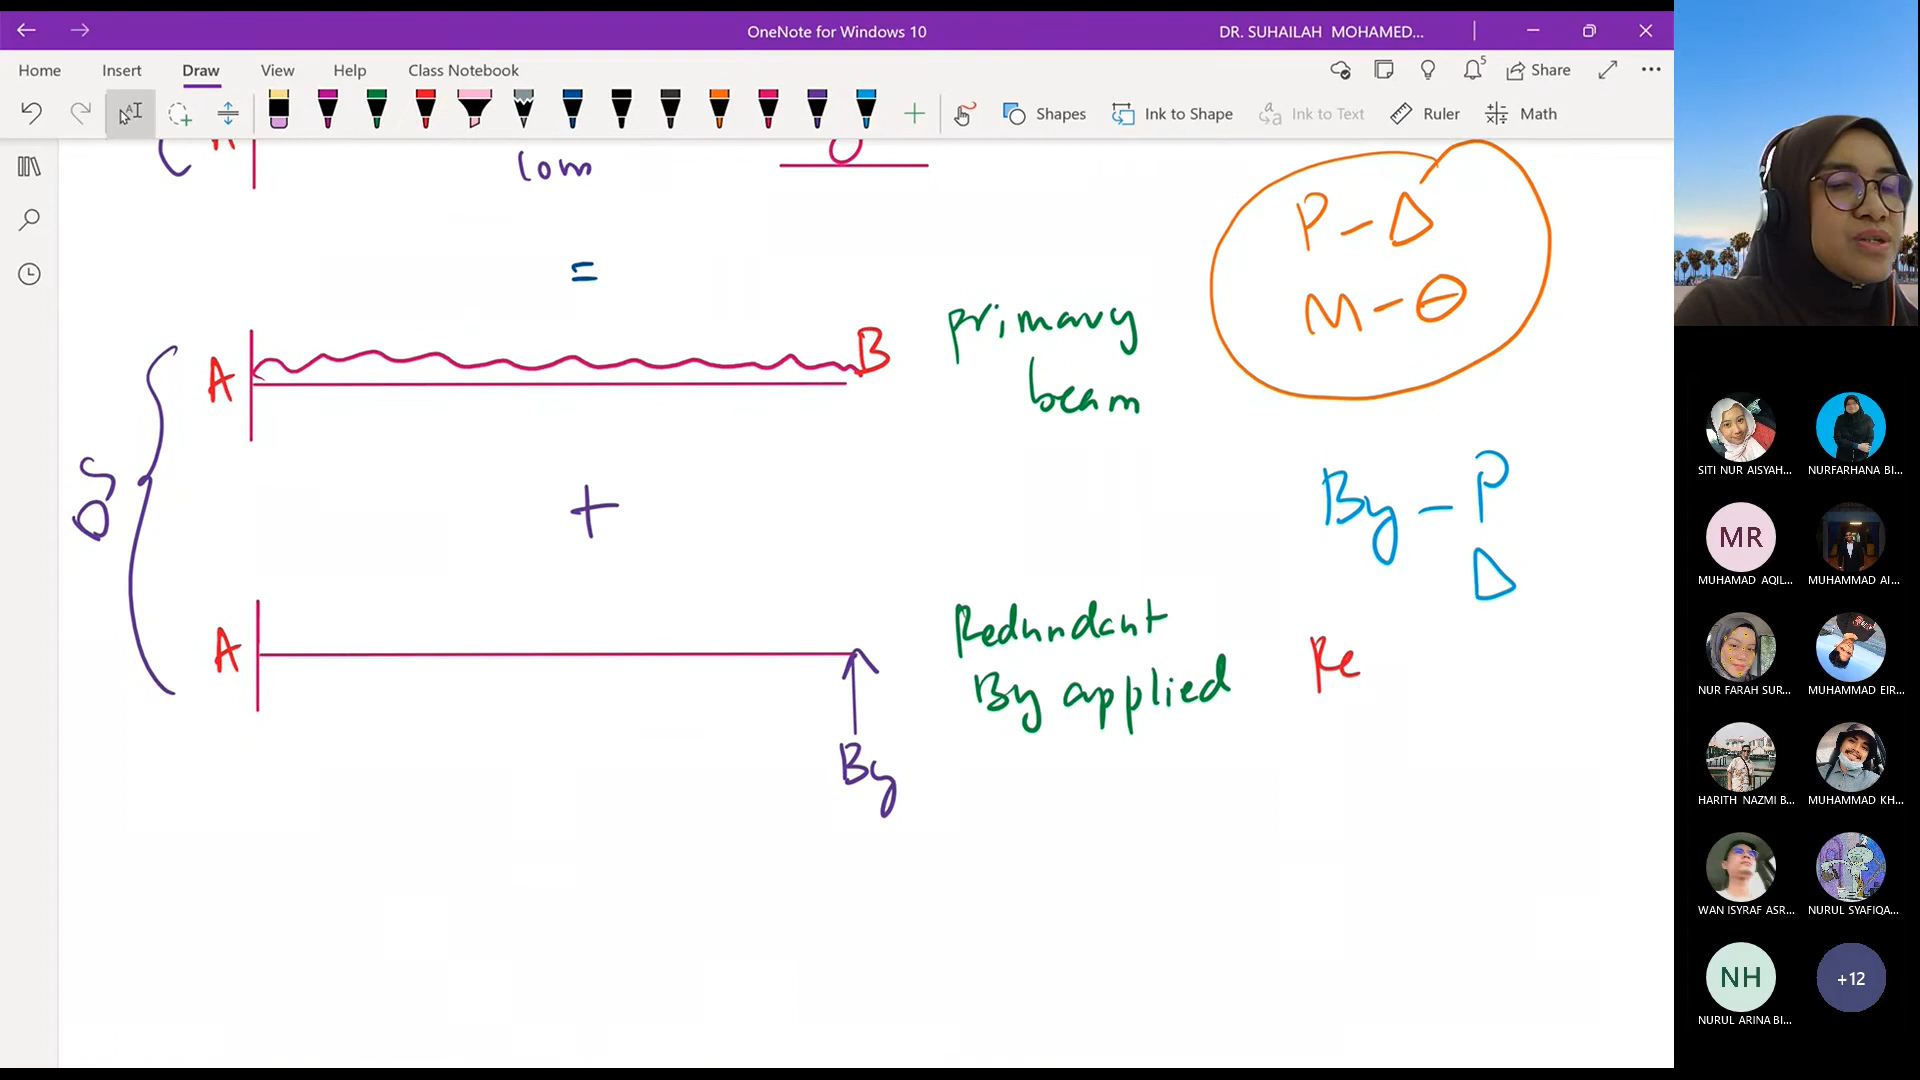 OneNote for Windows 10
DR. SUHAILAH MOHAMED...
Home Insert Draw View Help Class Notebook
5 Share
Shapes Ink to Shape Ink to Text Ruler Math
A
10m
=
P - Δ
M - θ
A
B
primary
beam
DS
+
By - P
Δ
A
Redundant
By applied
Re
By
SITI NUR AISYAH...
NURFARHANA BI...
MR
MUHAMAD AQIL...
MUHAMMAD AI...
NUR FARAH SUR...
MUHAMMAD EIR...
HARITH NAZMI B...
MUHAMMAD KH...
WAN ISYRAF ASR...
NURUL SYAFIQA...
NH
+12
NURUL ARINA BI...